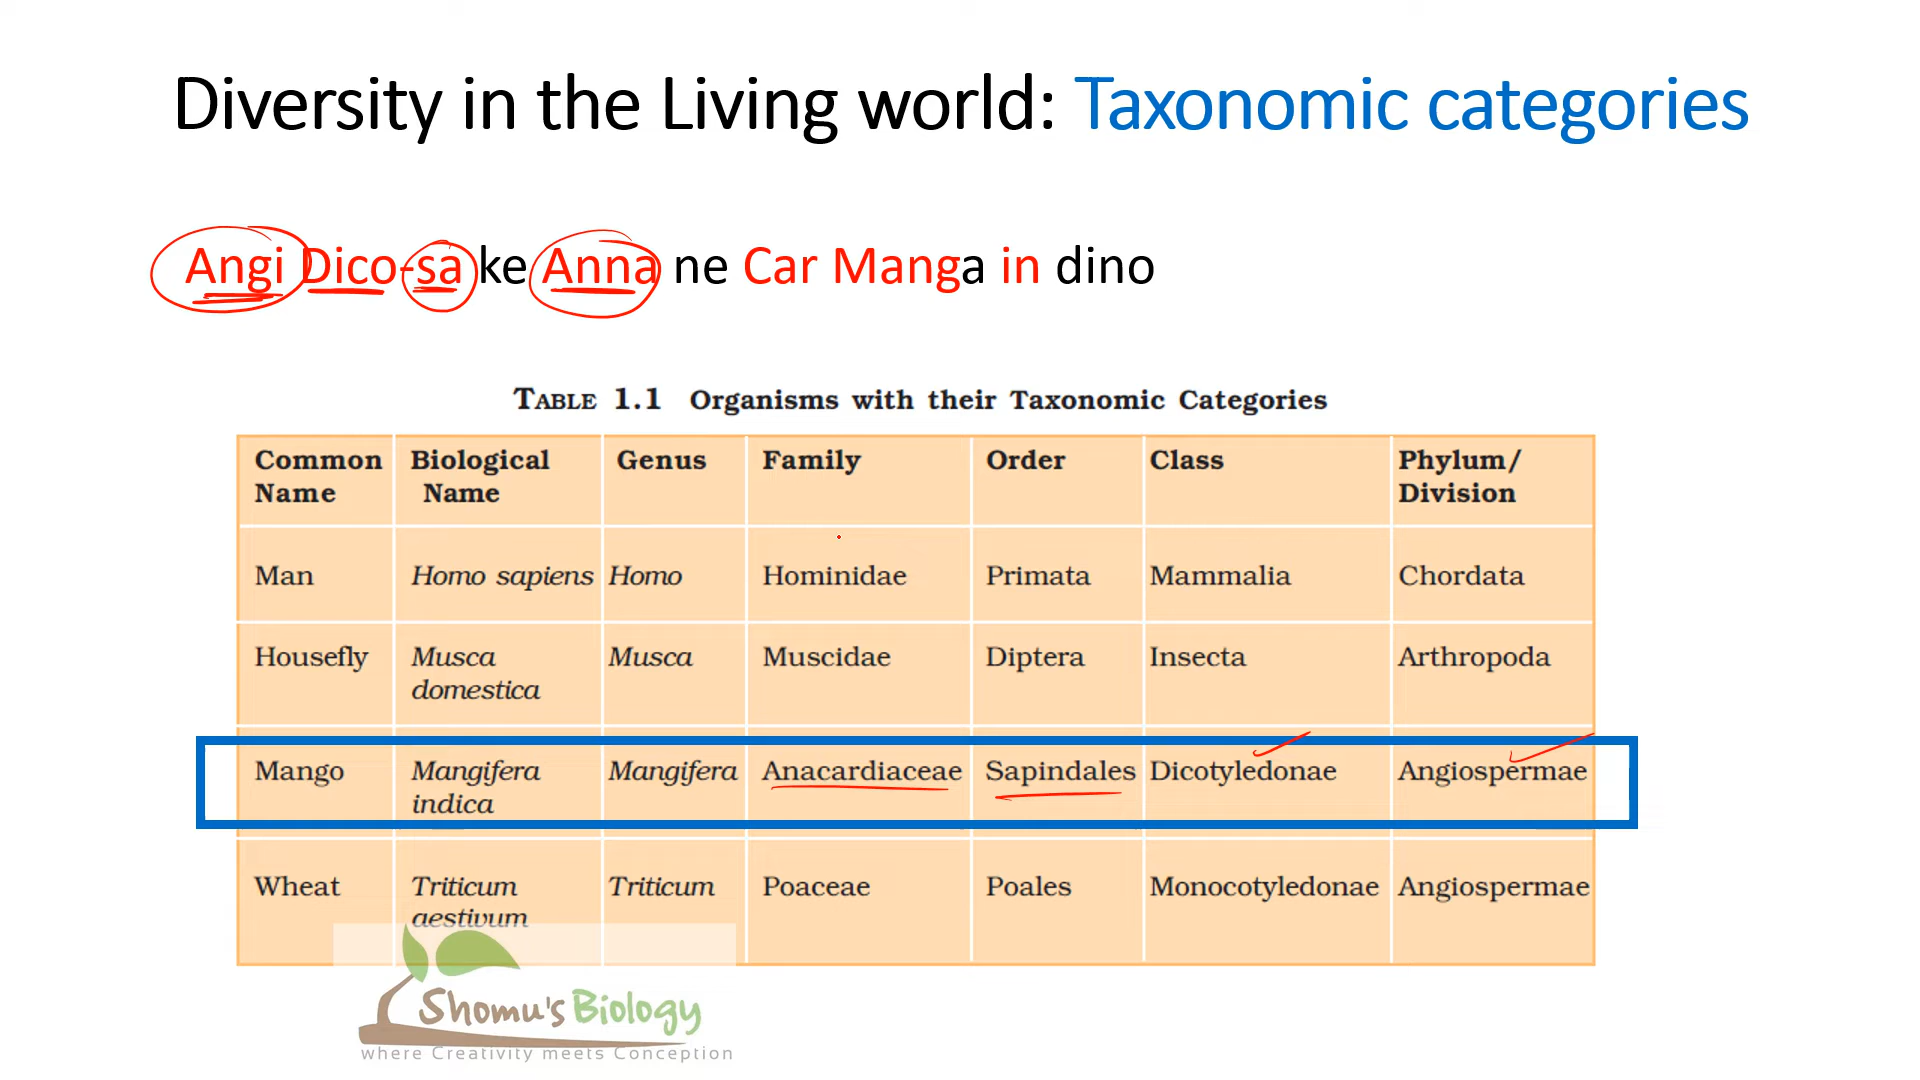 Diversity in the Living world: Taxonomic categories
Angi Dico-sa ke Anna ne Car Manga in dino
TABLE 1.1 Organisms with their Taxonomic Categories
Common Name Biological Name Genus Family Order Class Phylum/ Division
Man Homo sapiens Homo Hominidae Primata Mammalia Chordata
Housefly Musca domestica Musca Muscidae Diptera Insecta Arthropoda
Mango Mangifera indica Mangifera Anacardiaceae Sapindales Dicotyledonae Angiospermae
Wheat Triticum aestivum Triticum Poaceae Poales Monocotyledonae Angiospermae
Shomu's Biology
where Creativity meets Conception